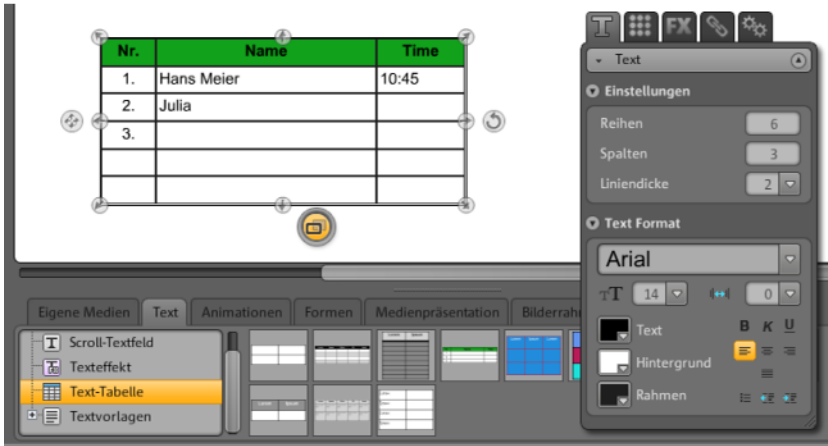 Nr. Name Time
1. Hans Meier 10:45
2. Julia
3.
T FX
Text
Einstellungen
Reihen 6
Spalten 3
Liniendicke 2
Text Format
Arial
TT 14 0
Text B K U
Hintergrund
Rahmen
Eigene Medien Text Animationen Formen Medienpräsentation Bilderrah
T Scroll-Textfeld
Texteffekt
Text-Tabelle
Textvorlagen